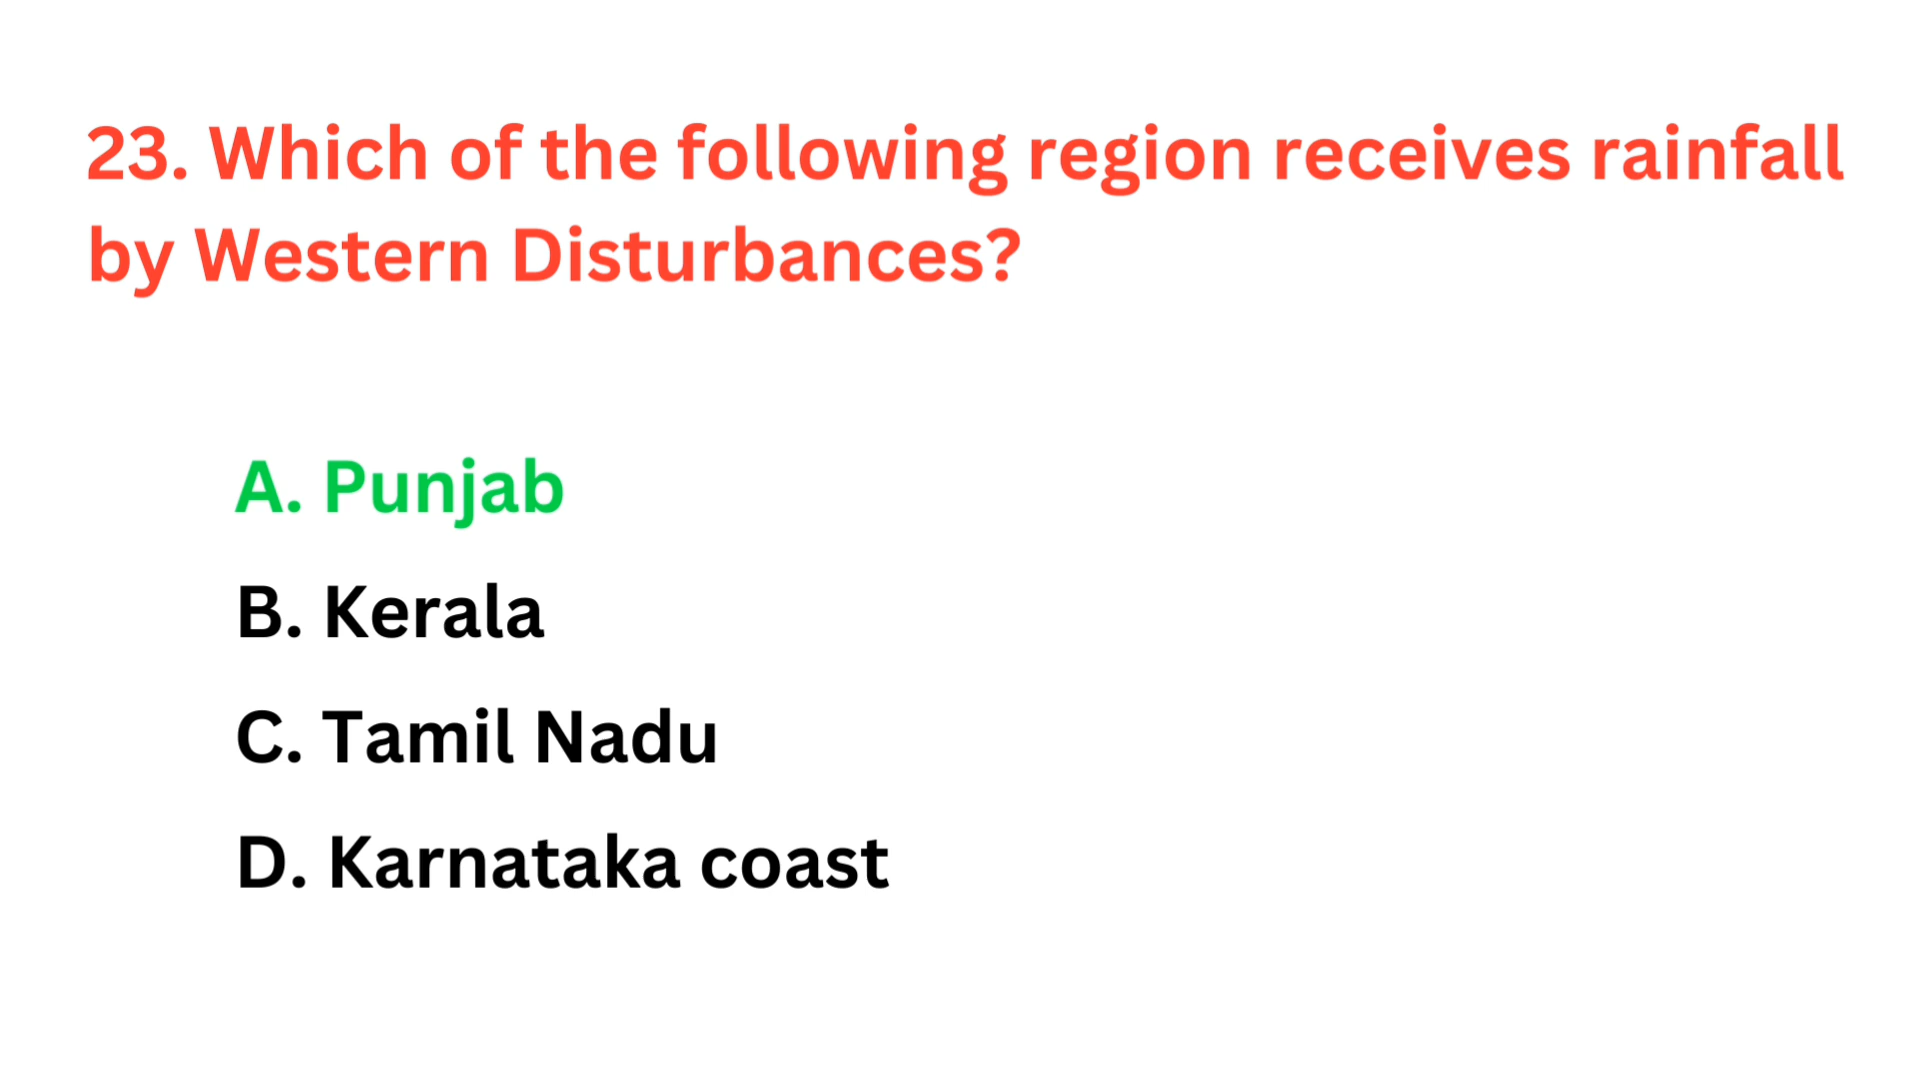 23. Which of the following region receives rainfall
by Western Disturbances?
A. Punjab
B. Kerala
C. Tamil Nadu
D. Karnataka coast